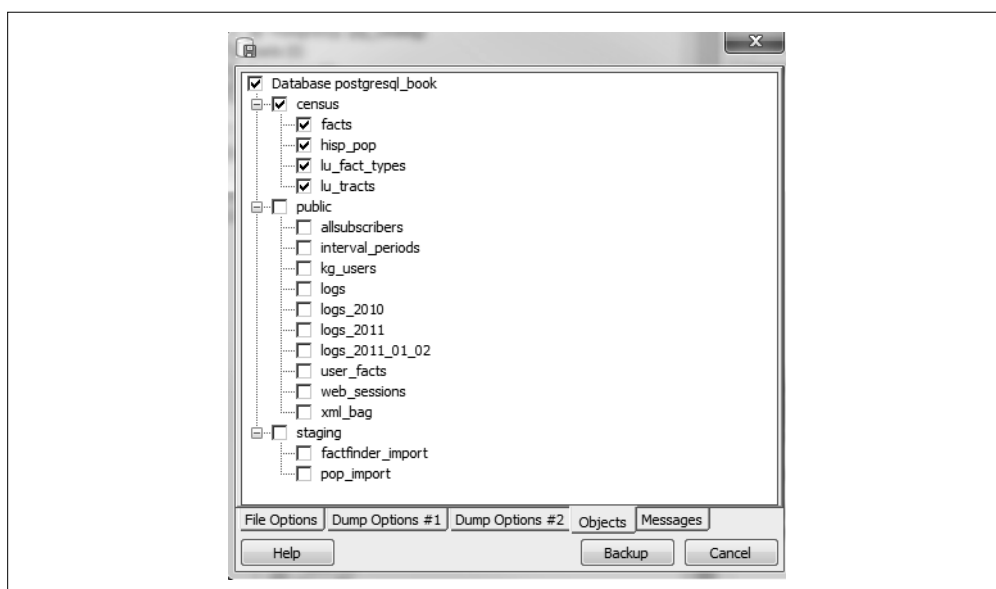 Database postgresql_book
census
facts
hisp_pop
lu_fact_types
lu_tracts
public
allsubscribers
interval_periods
kg_users
logs
logs_2010
logs_2011
logs_2011_01_02
user_facts
web_sessions
xml_bag
staging
factfinder_import
pop_import
File Options Dump Options #1 Dump Options #2 Objects Messages
Help Backup Cancel